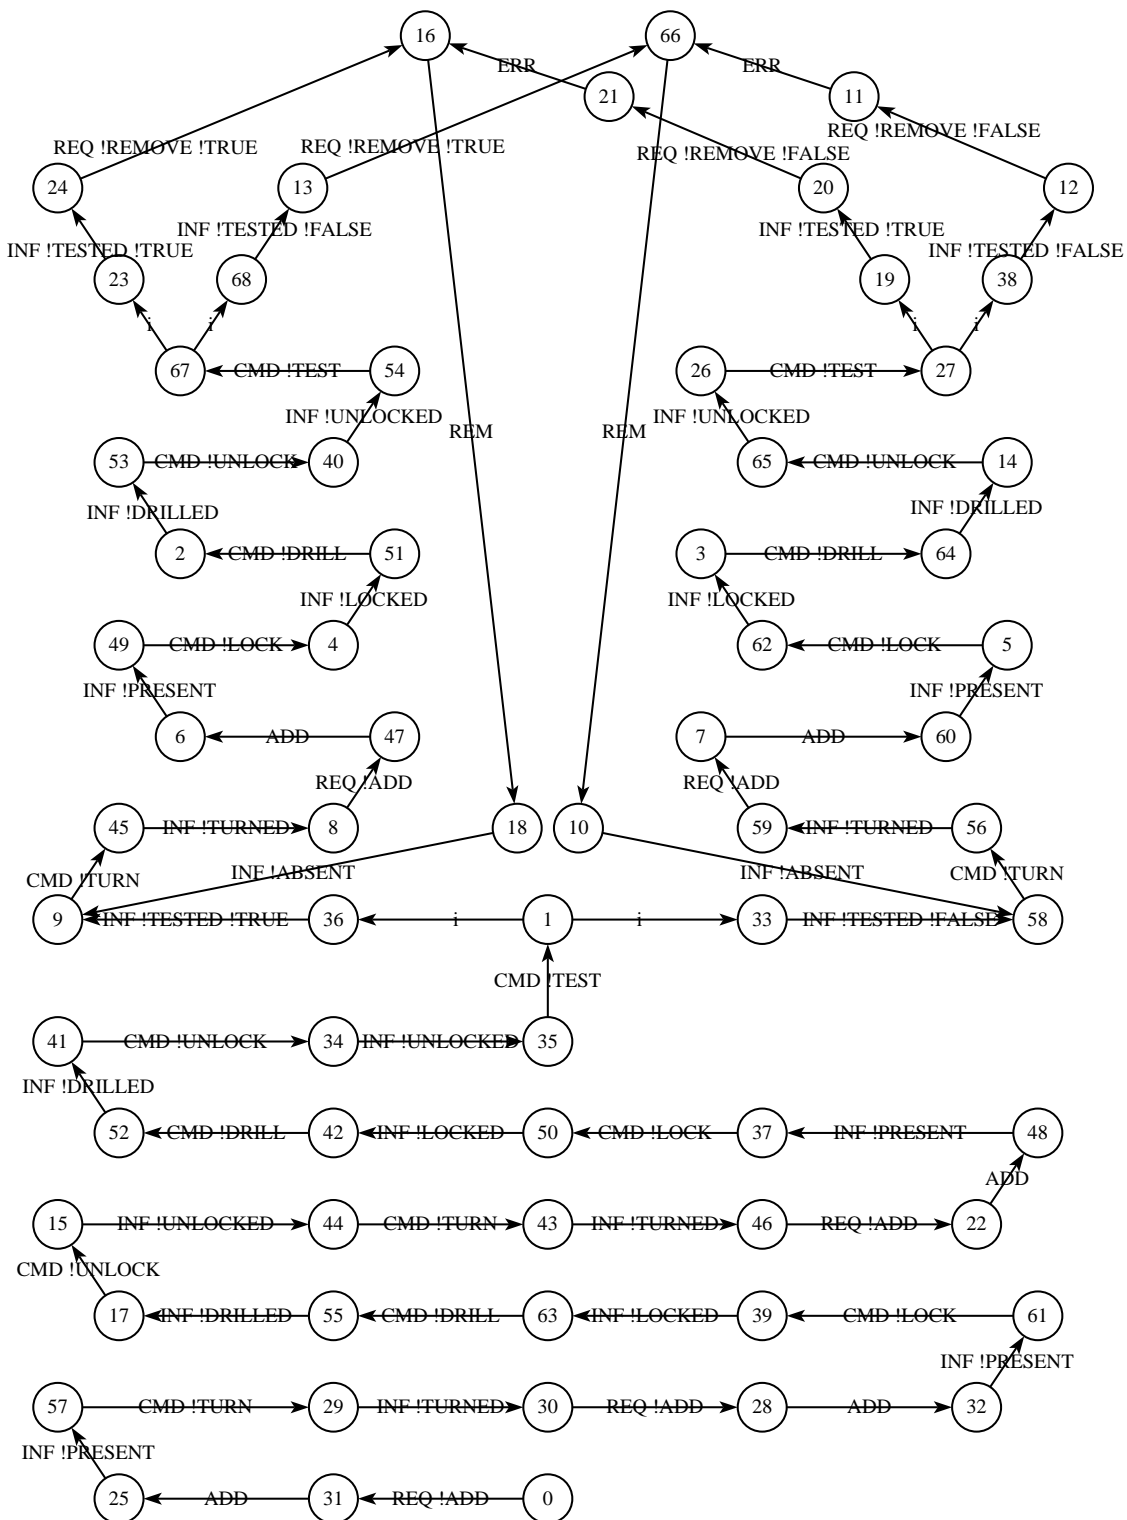 16 66
ERR ERR
21 11
REQ !REMOVE !TRUE REQ !REMOVE !TRUE REQ !REMOVE !FALSE REQ !REMOVE !FALSE
24 13 20 12
INF !TESTED !TRUE INF !TESTED !FALSE INF !TESTED !TRUE INF !TESTED !FALSE
23 68 19 38
i i i i
67 CMD !TEST 54 26 CMD !TEST 27
INF !UNLOCKED REM REM INF !UNLOCKED
53 CMD !UNLOCK 40 65 CMD !UNLOCK 14
INF !DRILLED INF !DRILLED
2 CMD !DRILL 51 3 CMD !DRILL 64
INF !LOCKED INF !LOCKED
49 CMD !LOCK 4 62 CMD !LOCK 5
INF !PRESENT INF !PRESENT
6 ADD 47 7 ADD 60
REQ !ADD REQ !ADD
45 INF !TURNED 8 18 10 59 INF !TURNED 56
CMD !TURN INF !ABSENT INF !ABSENT CMD !TURN
9 INF !TESTED !TRUE 36 i 1 i 33 INF !TESTED !FALSE 58
CMD !TEST
41 CMD !UNLOCK 34 INF !UNLOCKED 35
INF !DRILLED
52 CMD !DRILL 42 INF !LOCKED 50 CMD !LOCK 37 INF !PRESENT 48
ADD
15 INF !UNLOCKED 44 CMD !TURN 43 INF !TURNED 46 REQ !ADD 22
CMD !UNLOCK
17 INF !DRILLED 55 CMD !DRILL 63 INF !LOCKED 39 CMD !LOCK 61
INF !PRESENT
57 CMD !TURN 29 INF !TURNED 30 REQ !ADD 28 ADD 32
INF !PRESENT
25 ADD 31 REQ !ADD 0